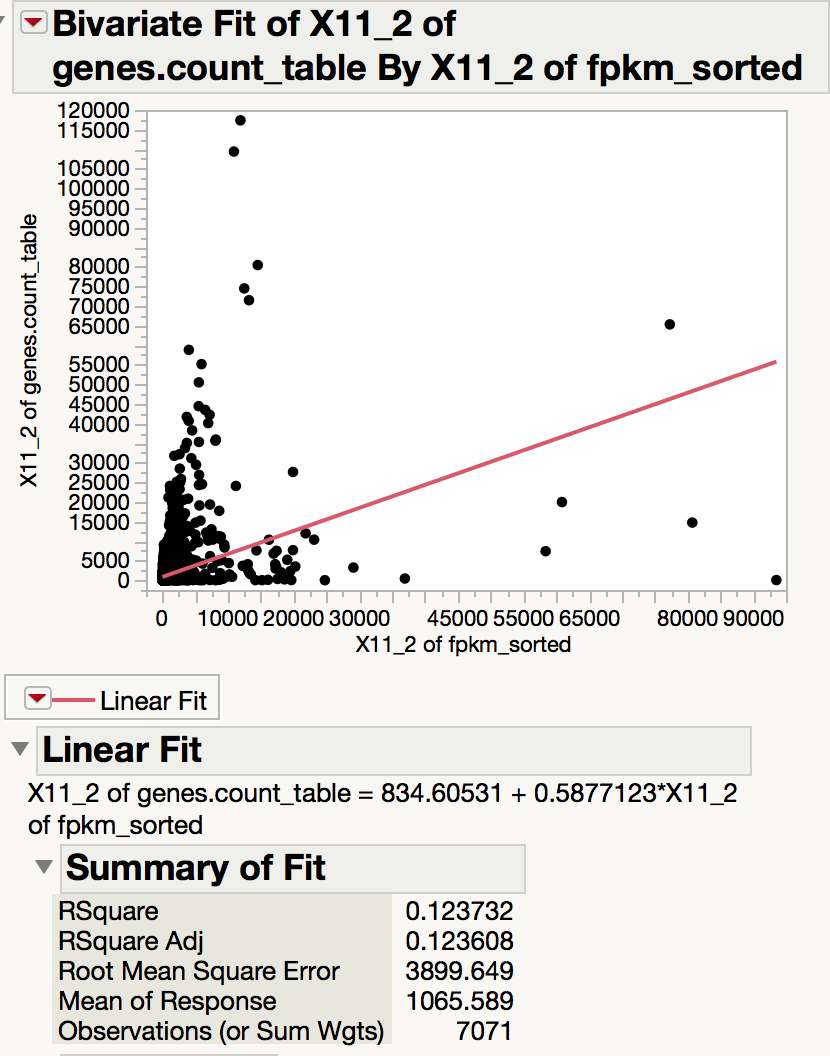 Bivariate Fit of X11_2 of
genes.count_table By X11_2 of fpkm_sorted
120000
115000
105000
100000
95000
90000
80000
75000
70000
65000
55000
50000
45000
40000
30000
25000
20000
15000
5000
0
X11_2 of genes.count_table
0 10000 20000 30000 45000 55000 65000 80000 90000
X11_2 of fpkm_sorted
Linear Fit
Linear Fit
X11_2 of genes.count_table = 834.60531 + 0.5877123*X11_2
of fpkm_sorted
Summary of Fit
RSquare 0.123732
RSquare Adj 0.123608
Root Mean Square Error 3899.649
Mean of Response 1065.589
Observations (or Sum Wgts) 7071